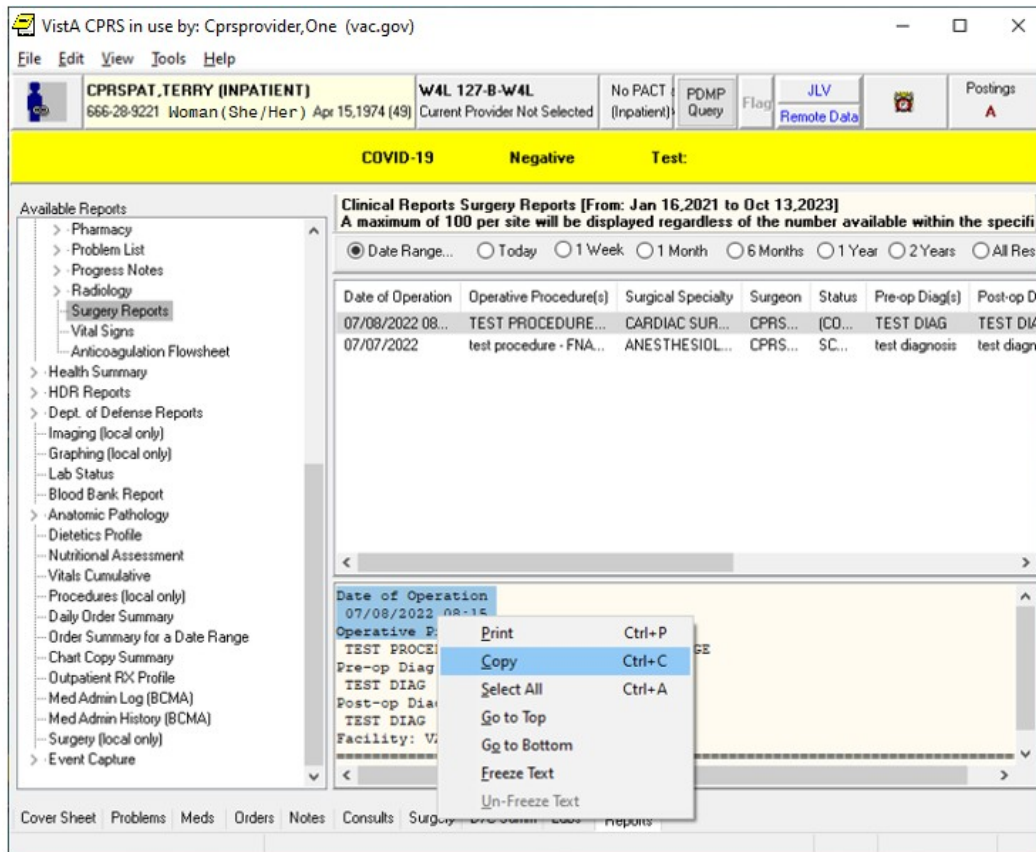 VistA CPRS in use by: Cprsprovider,One (vac.gov)
File Edit View Tools Help
CPRSPAT,TERRY (INPATIENT)
666-28-9221 Woman(She/Her) Apr 15,1974 (49)
W4L 127-B-W4L
Current Provider Not Selected
No PACT
(Inpatient)
PDMP
Query
Flag
JLV
Remote Data
Postings
A
COVID-19 Negative Test:
Available Reports
Pharmacy
Problem List
Progress Notes
Radiology
Surgery Reports
Vital Signs
Anticoagulation Flowsheet
Health Summary
HDR Reports
Dept. of Defense Reports
Imaging (local only)
Graphing (local only)
Lab Status
Blood Bank Report
Anatomic Pathology
Dietetics Profile
Nutritional Assessment
Vitals Cumulative
Procedures (local only)
Daily Order Summary
Order Summary for a Date Range
Chart Copy Summary
Outpatient RX Profile
Med Admin Log (BCMA)
Med Admin History (BCMA)
Surgery (local only)
Event Capture
Clinical Reports Surgery Reports [From: Jan 16,2021 to Oct 13,2023]
A maximum of 100 per site will be displayed regardless of the number available within the specifi
Date Range... Today 1 Week 1 Month 6 Months 1 Year 2 Years All Res
Date of Operation Operative Procedure(s) Surgical Specialty Surgeon Status Pre-op Diag(s) Post-op D
07/08/2022 08... TEST PROCEDURE... CARDIAC SUR... CPRS... (CO... TEST DIAG TEST DIA
07/07/2022 test procedure - FNA... ANESTHESIOL... CPRS... SC... test diagnosis test diagn
Date of Operation
07/08/2022 08:15
Operative P
TEST PROCE GE
Pre-op Diag
TEST DIAG
Post-op Dia
TEST DIAG
Facility: V
Print Ctrl+P
Copy Ctrl+C
Select All Ctrl+A
Go to Top
Go to Bottom
Freeze Text
Un-Freeze Text
Cover Sheet Problems Meds Orders Notes Consults Surgery D/C Summ Labs Reports